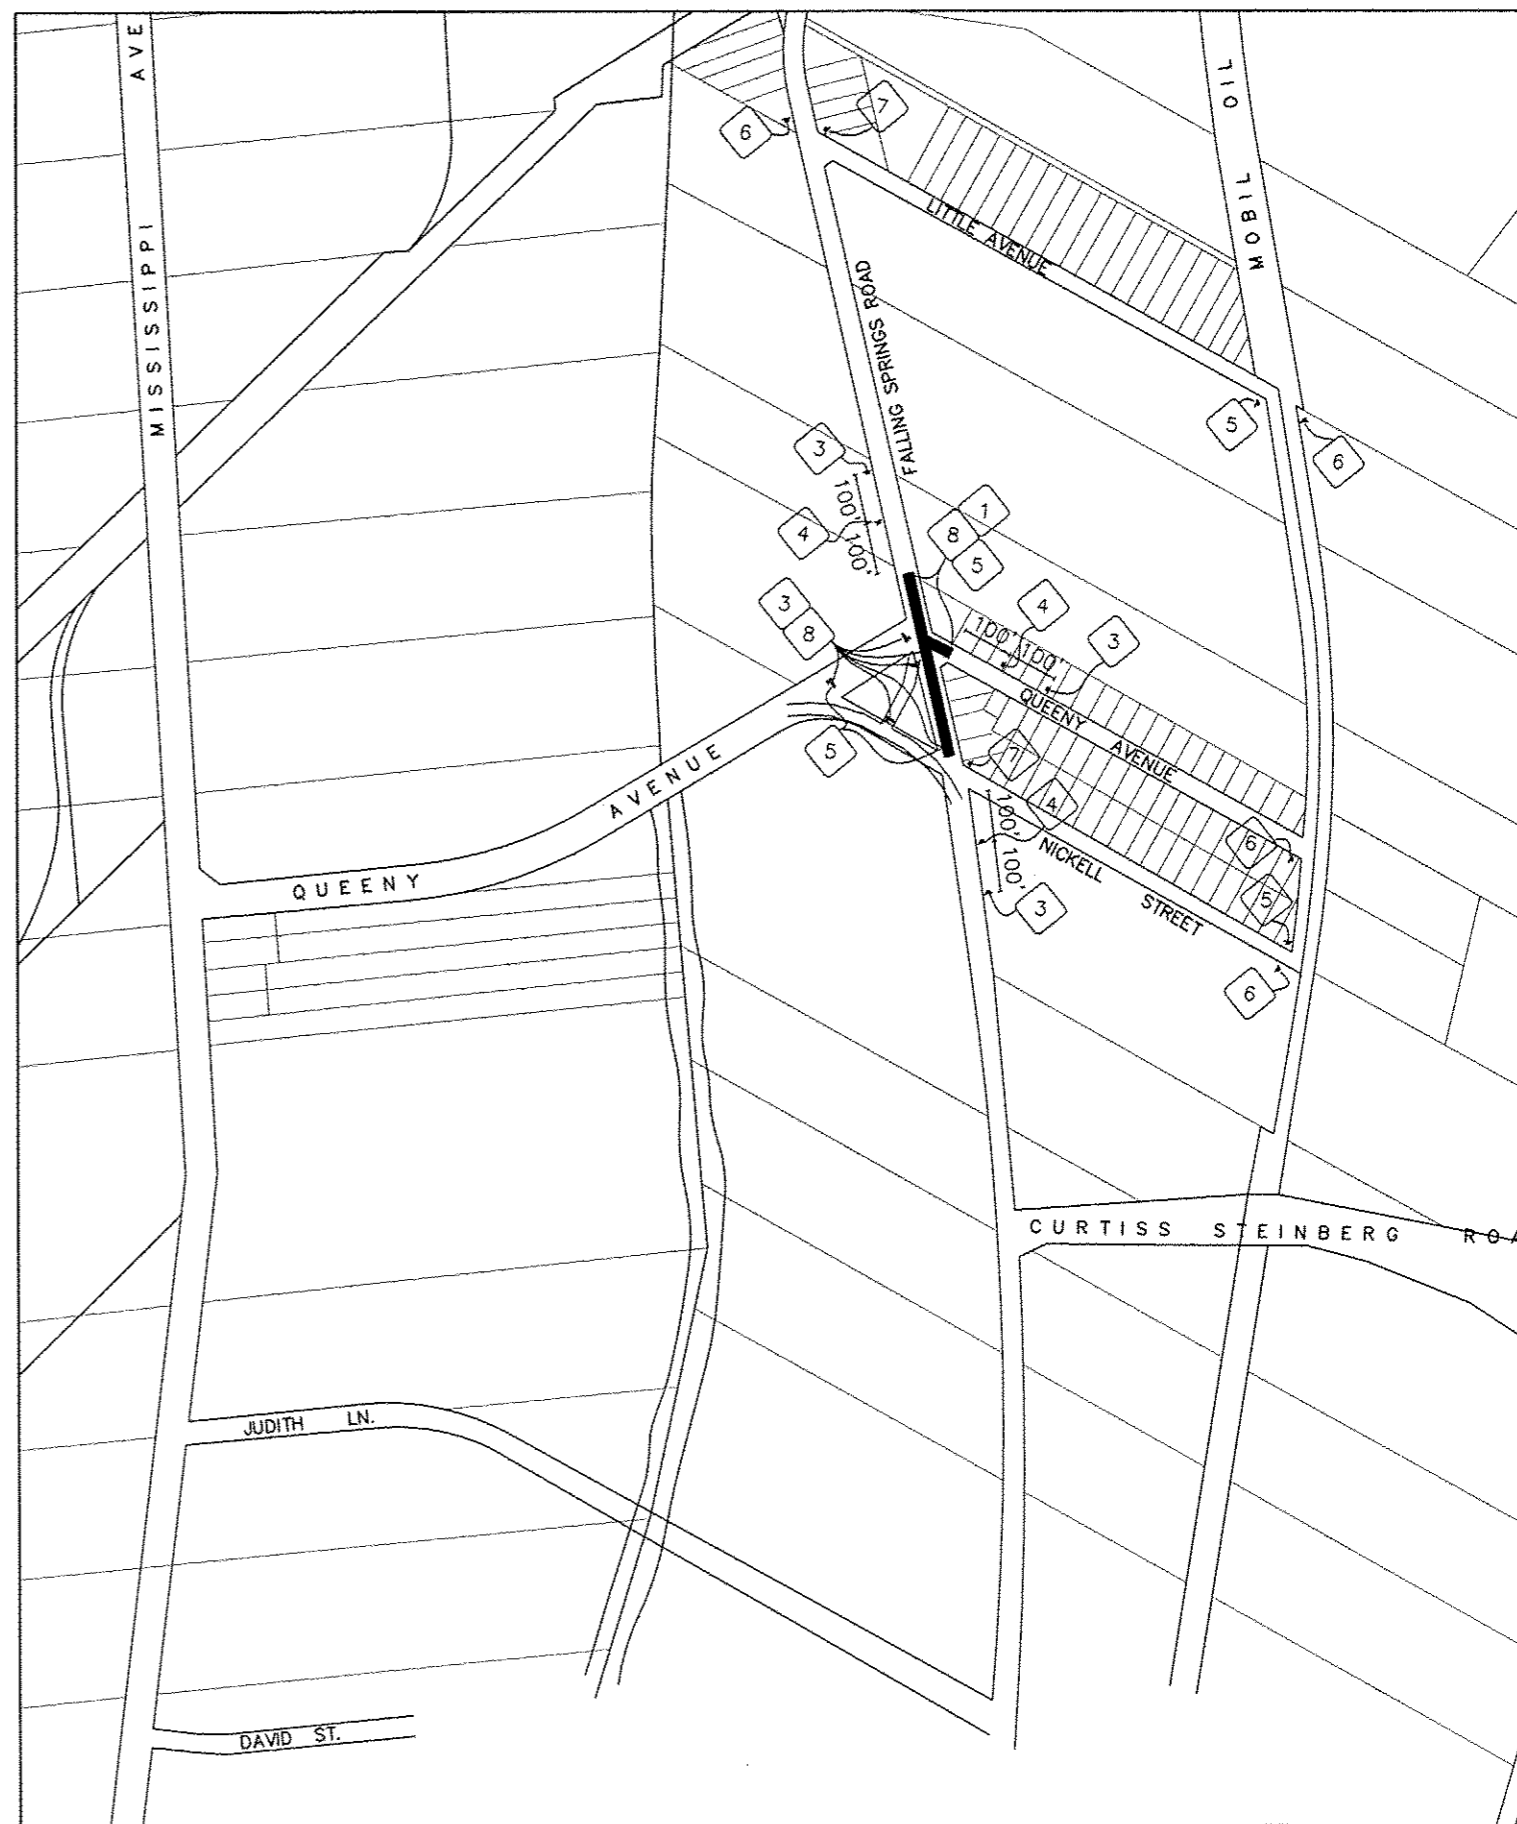 MISSISSIPPI AVE
MOBIL OIL
7
6
LITTLE AVENUE
FALLING SPRINGS ROAD
5
6
3
100'
100'
4
1
8
5
3
8
4
3
100'
100'
QUEENY AVENUE
5
7
4
100'
100'
3
NICKELL STREET
6
5
6
QUEENY AVENUE
CURTISS STEINBERG ROA
JUDITH LN.
DAVID ST.